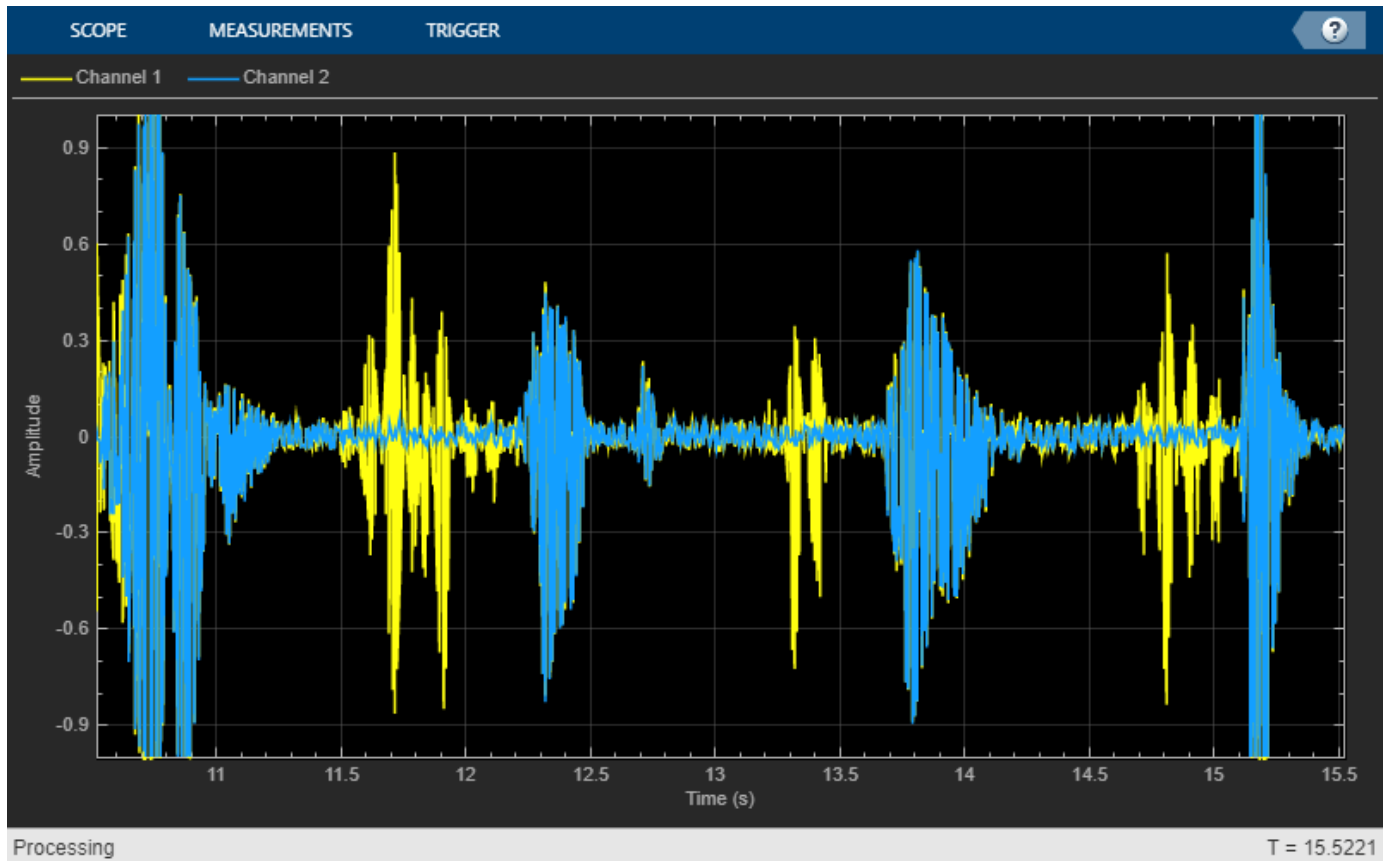 SCOPE MEASUREMENTS TRIGGER ?
Channel 1 Channel 2
0.9
0.6
0.3
0
-0.3
-0.6
-0.9
Amplitude
11 11.5 12 12.5 13 13.5 14 14.5 15 15.5
Time (s)
Processing T = 15.5221